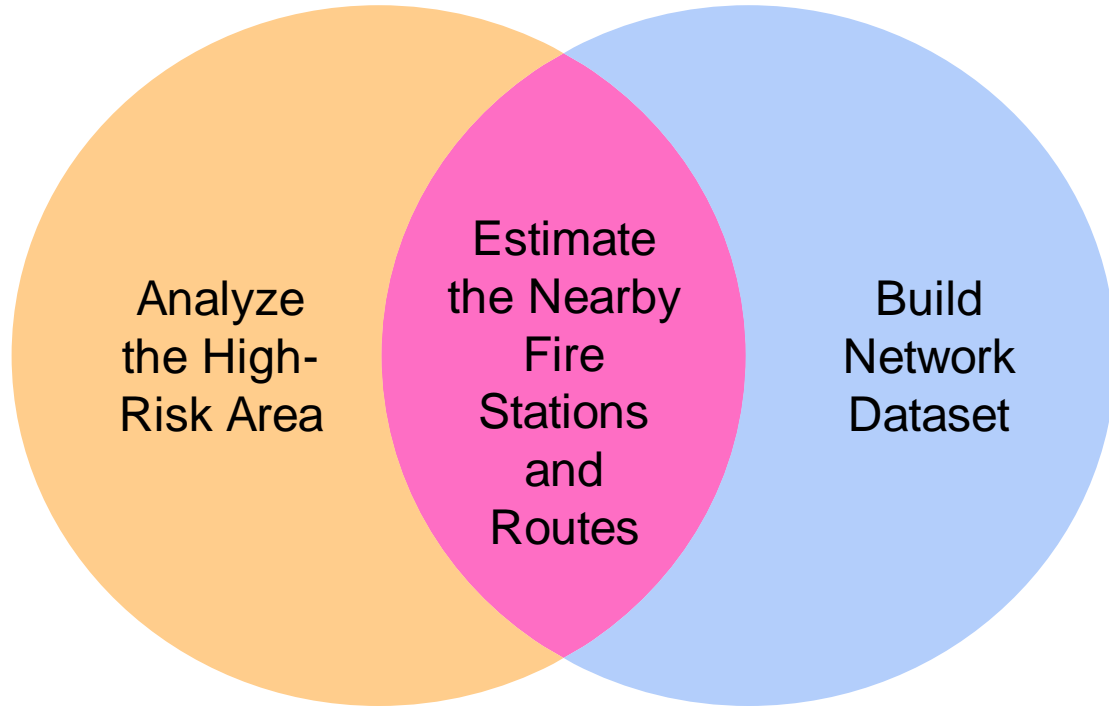 Analyze
the High-
Risk Area
Estimate
the Nearby
Fire
Stations
and
Routes
Build
Network
Dataset